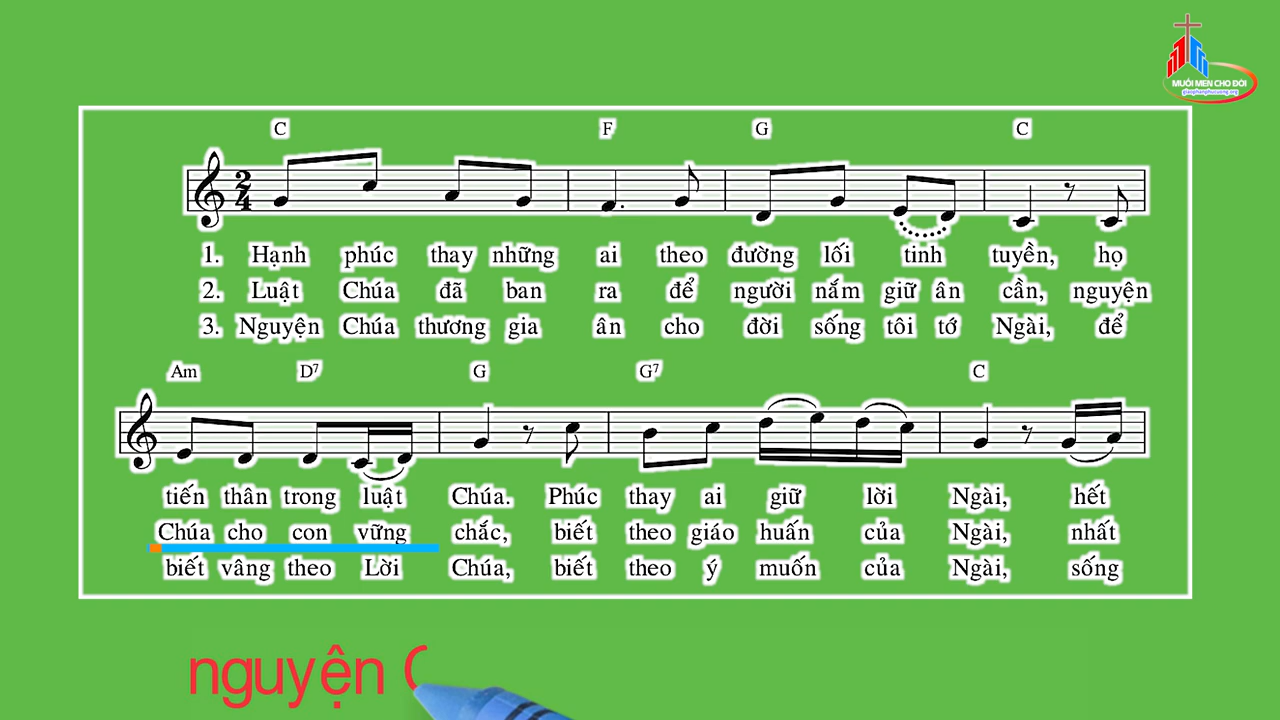 MUỐI MEN CHO ĐỜI
giaophanphucuong.org
C F G C
2
4
1. Hạnh phúc thay những ai theo đường lối tinh tuyền, họ
2. Luật Chúa đã ban ra để người nắm giữ ân cần, nguyện
3. Nguyện Chúa thương gia ân cho đời sống tôi tớ Ngài, để
Am D7 G G7 C
tiến thân trong luật Chúa. Phúc thay ai giữ lời Ngài, hết
Chúa cho con vững chắc, biết theo giáo huấn của Ngài, nhất
biết vâng theo Lời Chúa, biết theo ý muốn của Ngài, sống
nguyện